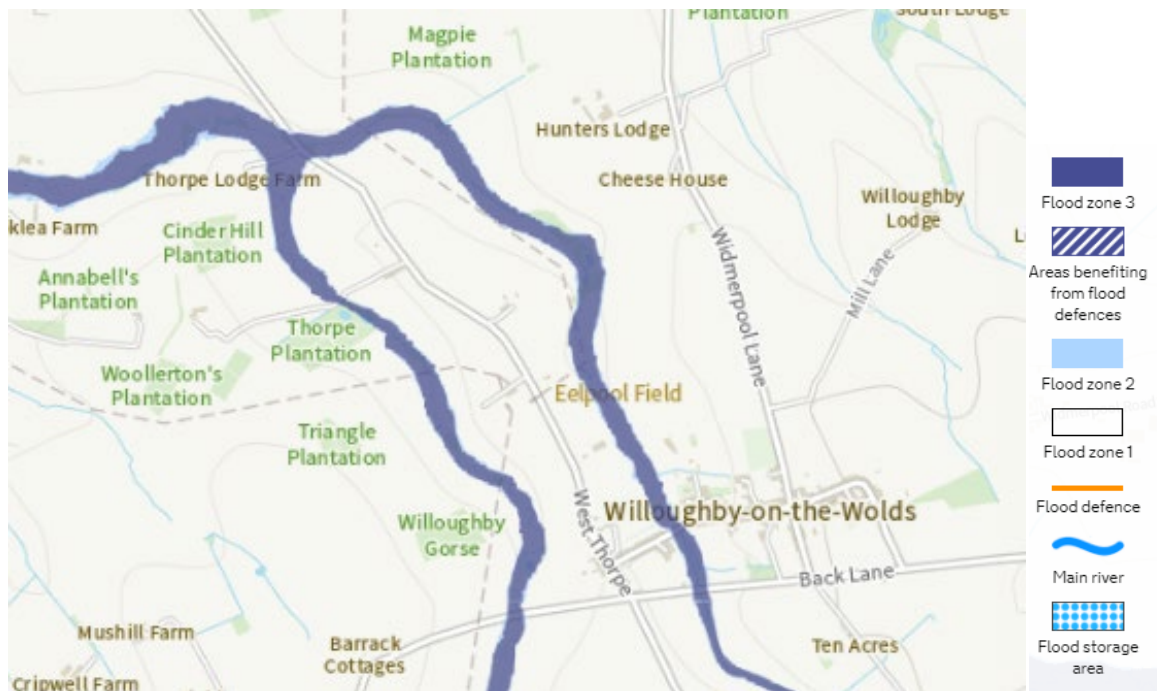 Plantation
South Lodge
Magpie
Plantation
Hunters Lodge
Cheese House
Thorpe Lodge Farm
Willoughby
Lodge
klea Farm
Cinder Hill
Plantation
Annabell's
Plantation
Widmerpool Lane
Mill Lane
L
Thorpe
Plantation
Woollerton's
Plantation
Eelpool Field
Triangle
Plantation
West Thorpe
Willoughby-on-the-Wolds
Willoughby
Gorse
Back Lane
Mushill Farm
Barrack
Cottages
Ten Acres
Cripwell Farm
Flood zone 3
Areas benefiting
from flood
defences
Flood zone 2
Flood zone 1
Flood defence
Main river
Flood storage
area